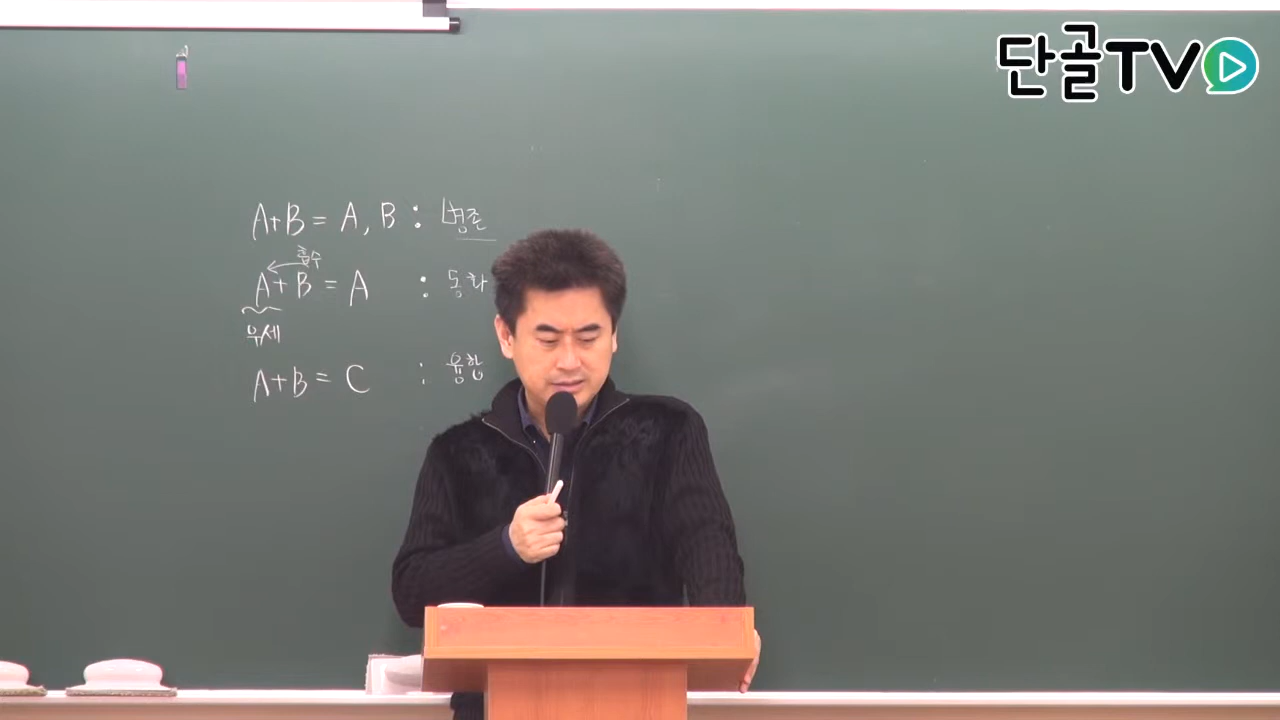 단골TV
A+B = A, B : 병존
흡수
A+B = A : 동화
우세
A+B = C : 융합